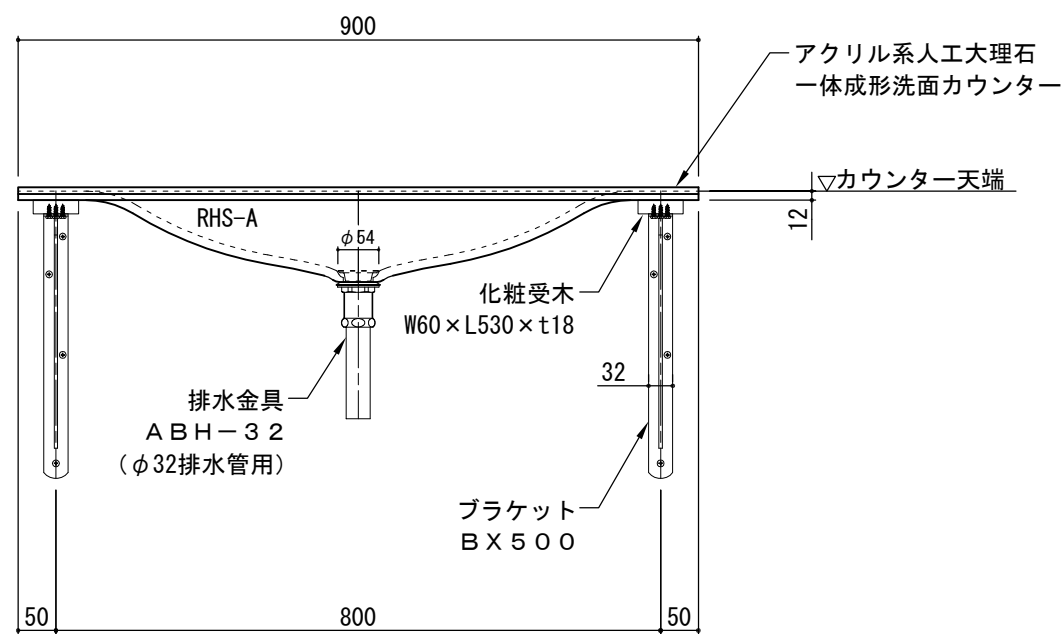 900
アクリル系人工大理石
一体成形洗面カウンター
▽カウンター天端
12
RHS-A
φ54
化粧受木
W60×L530×t18
32
排水金具
ＡＢＨ－３２
（φ32排水管用）
ブラケット
ＢＸ５００
50
800
50